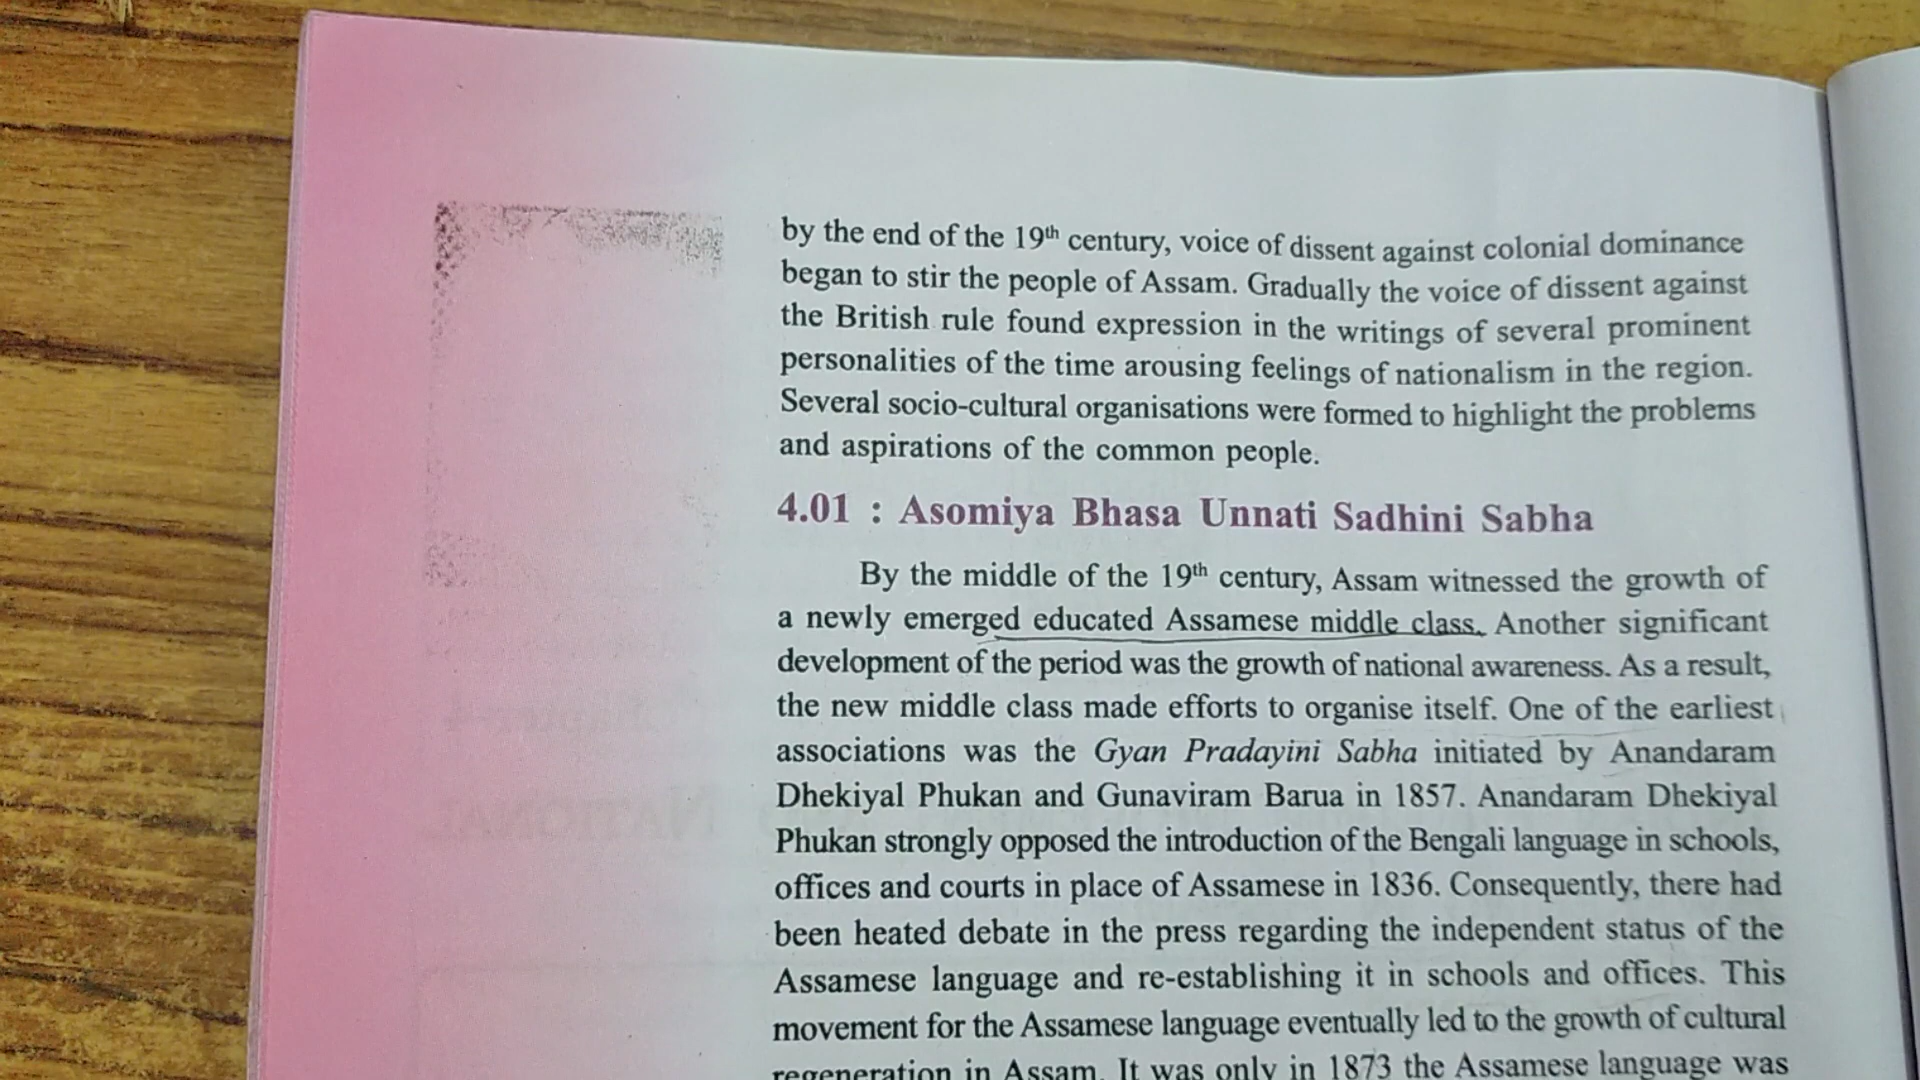 by the end of the 19th century, voice of dissent against colonial dominance
began to stir the people of Assam. Gradually the voice of dissent against
the British rule found expression in the writings of several prominent
personalities of the time arousing feelings of nationalism in the region.
Several socio-cultural organisations were formed to highlight the problems
and aspirations of the common people.
4.01 : Asomiya Bhasa Unnati Sadhini Sabha
By the middle of the 19th century, Assam witnessed the growth of
a newly emerged educated Assamese middle class. Another significant
development of the period was the growth of national awareness. As a result,
the new middle class made efforts to organise itself. One of the earliest
associations was the Gyan Pradayini Sabha initiated by Anandaram
Dhekiyal Phukan and Gunaviram Barua in 1857. Anandaram Dhekiyal
Phukan strongly opposed the introduction of the Bengali language in schools,
offices and courts in place of Assamese in 1836. Consequently, there had
been heated debate in the press regarding the independent status of the
Assamese language and re-establishing it in schools and offices. This
movement for the Assamese language eventually led to the growth of cultural
regeneration in Assam. It was only in 1873 the Assamese language was